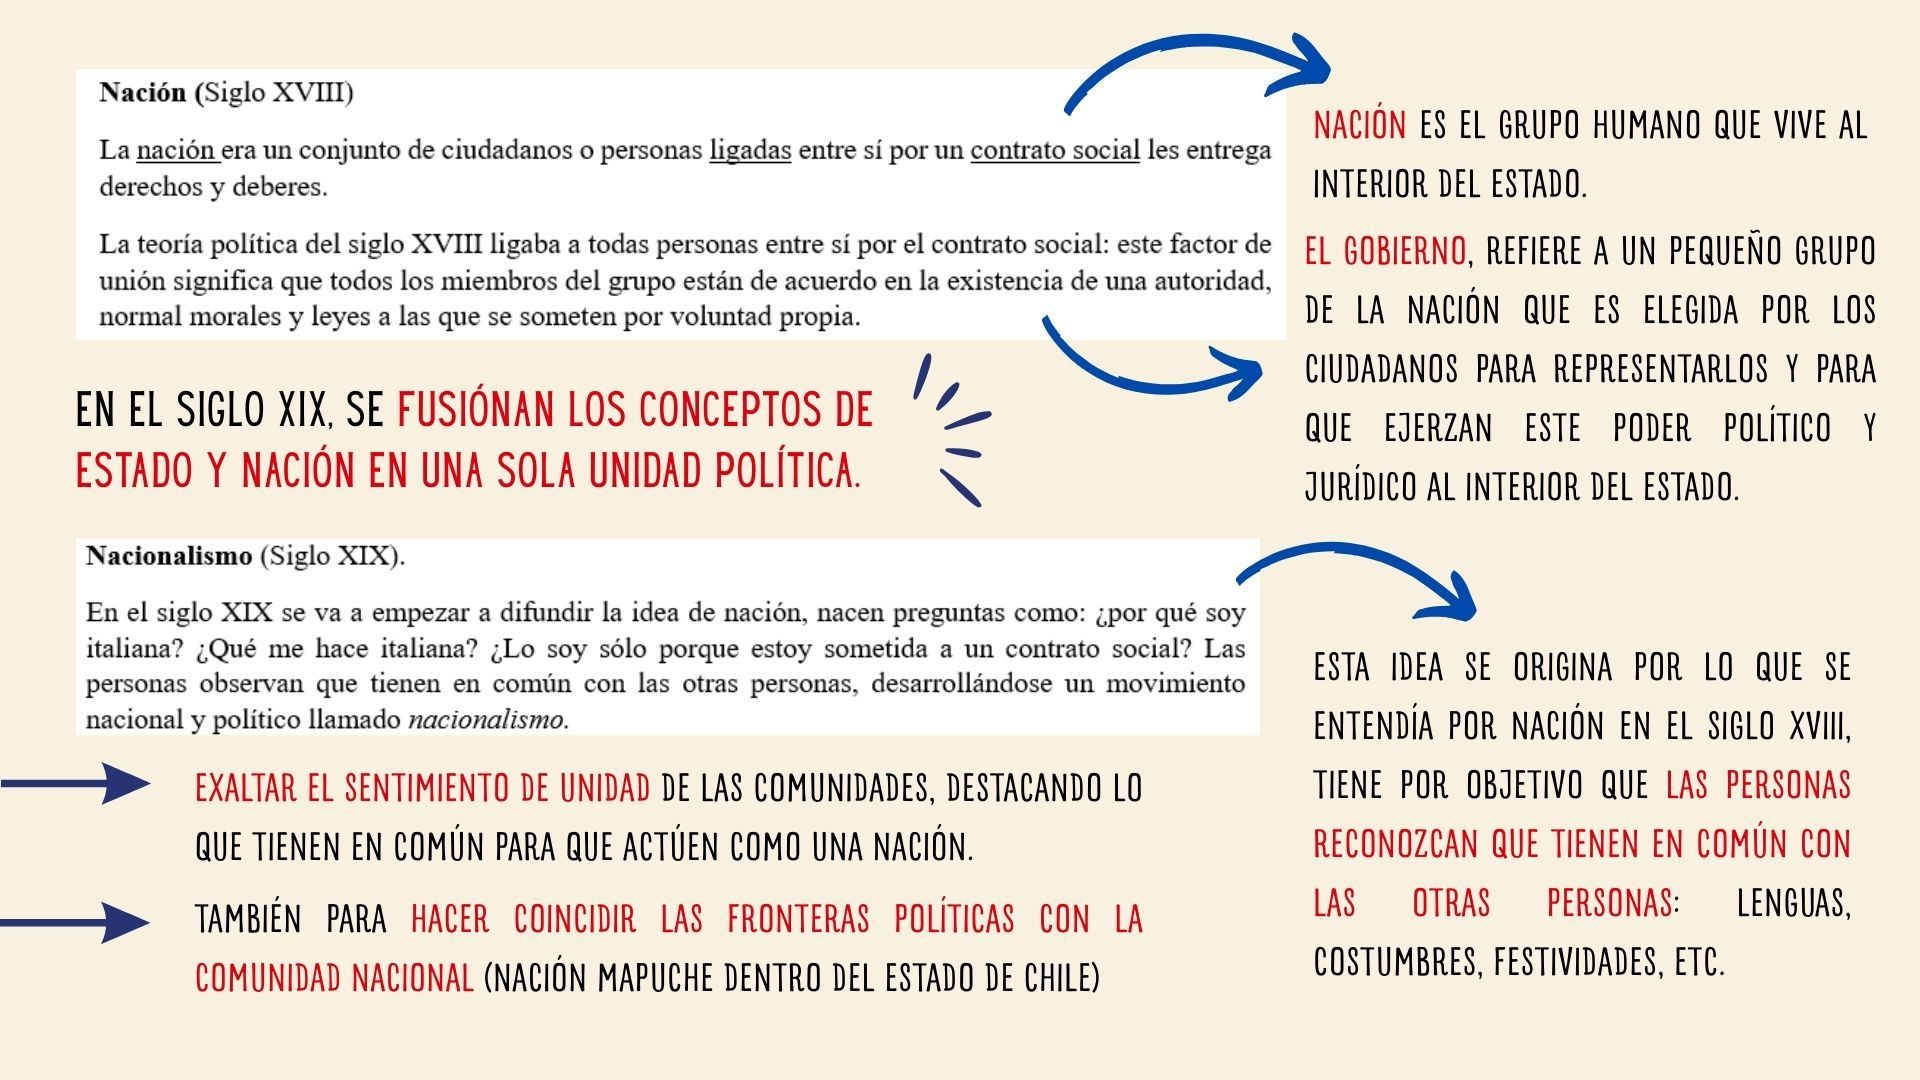 Nación (Siglo XVIII)
La nación era un conjunto de ciudadanos o personas ligadas entre sí por un contrato social les entrega
derechos y deberes.
La teoría política del siglo XVIII ligaba a todas personas entre sí por el contrato social: este factor de
unión significa que todos los miembros del grupo están de acuerdo en la existencia de una autoridad,
normal morales y leyes a las que se someten por voluntad propia.
NACIÓN ES EL GRUPO HUMANO QUE VIVE AL
INTERIOR DEL ESTADO.
EL GOBIERNO, REFIERE A UN PEQUEÑO GRUPO
DE LA NACIÓN QUE ES ELEGIDA POR LOS
CIUDADANOS PARA REPRESENTARLOS Y PARA
QUE EJERZAN ESTE PODER POLÍTICO Y
JURÍDICO AL INTERIOR DEL ESTADO.
EN EL SIGLO XIX, SE FUSIÓNAN LOS CONCEPTOS DE
ESTADO Y NACIÓN EN UNA SOLA UNIDAD POLÍTICA.
Nacionalismo (Siglo XIX).
En el siglo XIX se va a empezar a difundir la idea de nación, nacen preguntas como: ¿por qué soy
italiana? ¿Qué me hace italiana? ¿Lo soy sólo porque estoy sometida a un contrato social? Las
personas observan que tienen en común con las otras personas, desarrollándose un movimiento
nacional y político llamado nacionalismo.
ESTA IDEA SE ORIGINA POR LO QUE SE
ENTENDÍA POR NACIÓN EN EL SIGLO XVIII,
TIENE POR OBJETIVO QUE LAS PERSONAS
RECONOZCAN QUE TIENEN EN COMÚN CON
LAS OTRAS PERSONAS: LENGUAS,
COSTUMBRES, FESTIVIDADES, ETC.
EXALTAR EL SENTIMIENTO DE UNIDAD DE LAS COMUNIDADES, DESTACANDO LO
QUE TIENEN EN COMÚN PARA QUE ACTÚEN COMO UNA NACIÓN.
TAMBIÉN PARA HACER COINCIDIR LAS FRONTERAS POLÍTICAS CON LA
COMUNIDAD NACIONAL (NACIÓN MAPUCHE DENTRO DEL ESTADO DE CHILE)